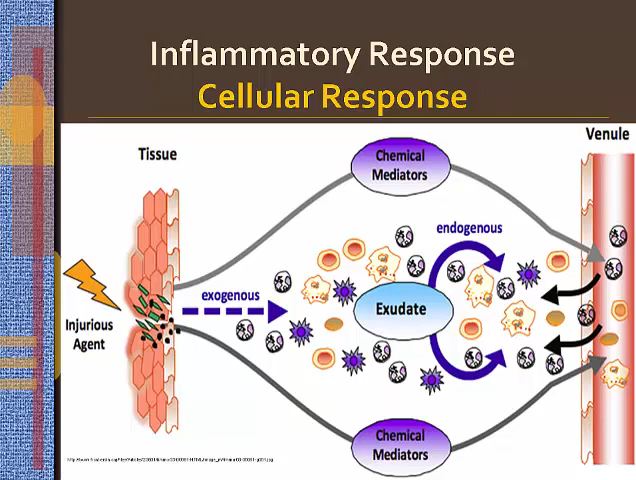 Inflammatory Response
Cellular Response
Venule
Tissue
Chemical
Mediators
endogenous
exogenous
Exudate
Injurious
Agent
Chemical
Mediators